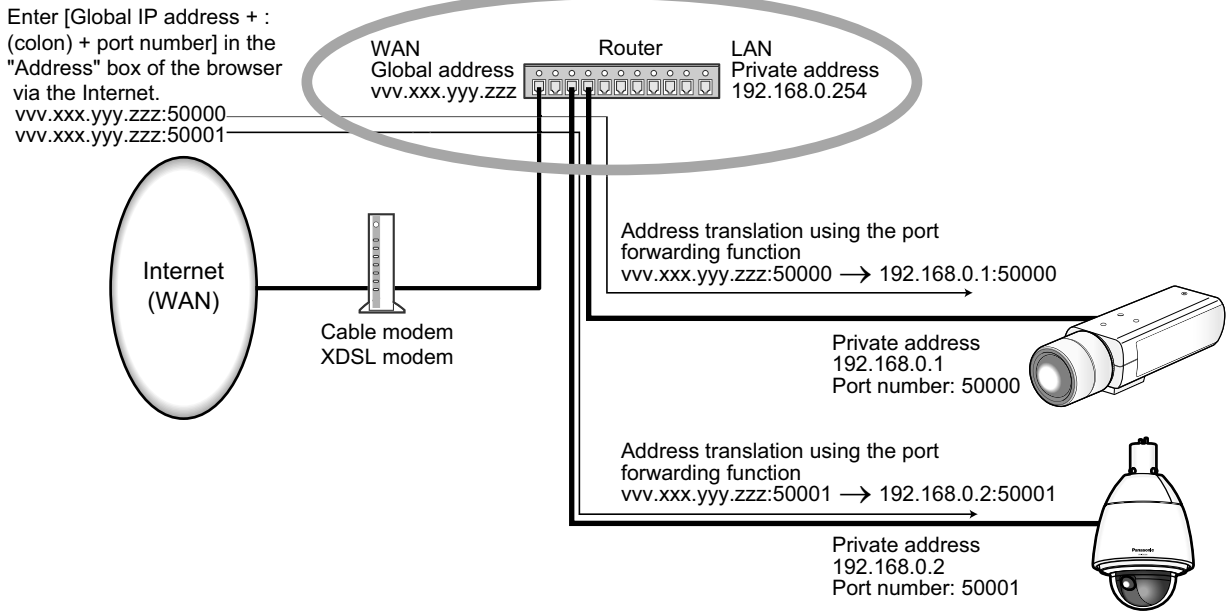 Enter [Global IP address + :
(colon) + port number] in the
"Address" box of the browser
via the Internet.
vvv.xxx.yyy.zzz:50000
vvv.xxx.yyy.zzz:50001
WAN
Global address
vvv.xxx.yyy.zzz
Router
LAN
Private address
192.168.0.254
Internet
(WAN)
Cable modem
XDSL modem
Address translation using the port
forwarding function
vvv.xxx.yyy.zzz:50000 → 192.168.0.1:50000
Private address
192.168.0.1
Port number: 50000
Address translation using the port
forwarding function
vvv.xxx.yyy.zzz:50001 → 192.168.0.2:50001
Private address
192.168.0.2
Port number: 50001
Panasonic